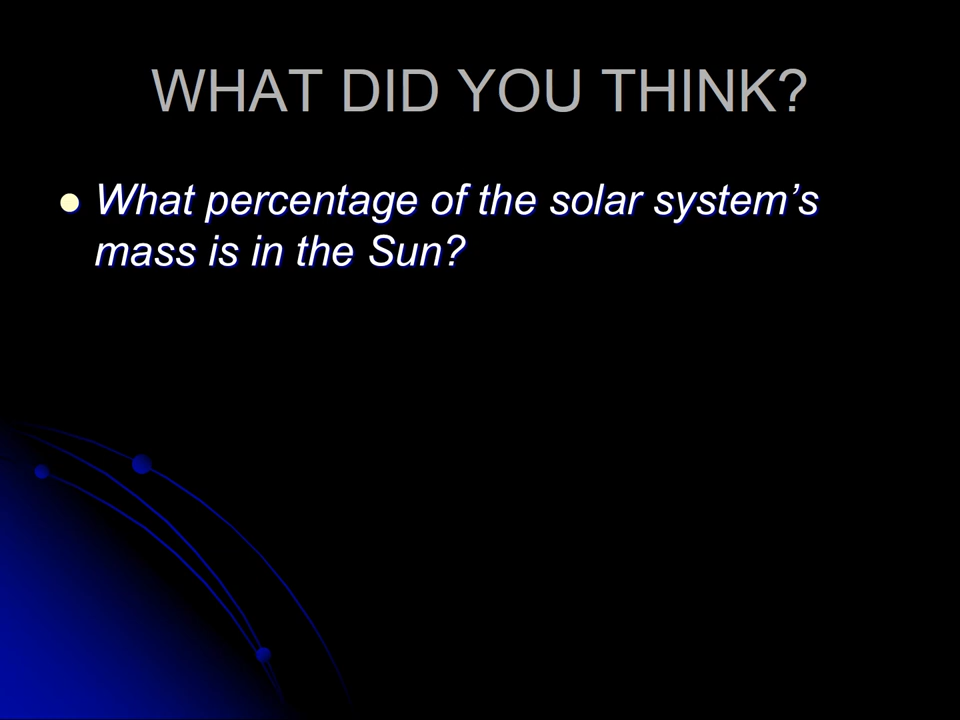 WHAT DID YOU THINK?
What percentage of the solar system’s
mass is in the Sun?